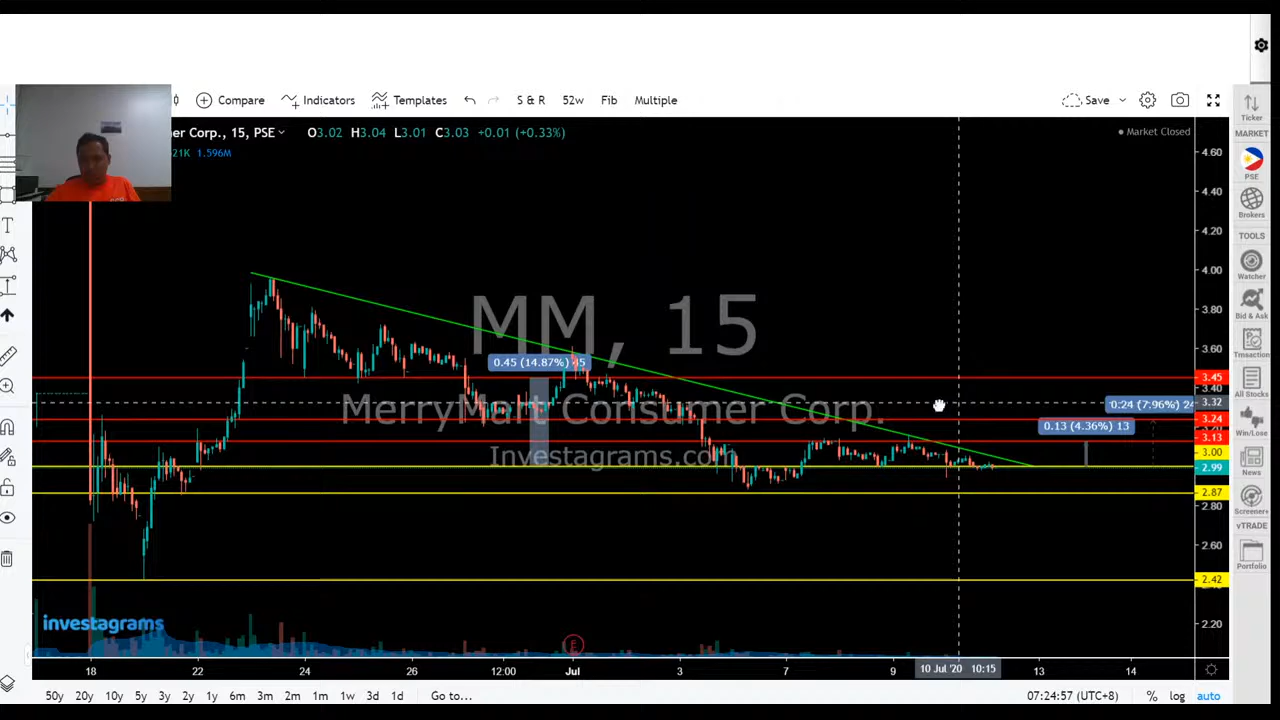 Compare
Indicators
Templates
S & R
52w
Fib
Multiple
Save
er Corp., 15, PSE
O3.02 H3.04 L3.01 C3.03 +0.01 (+0.33%)
21K 1.596M
Market Closed
MM, 15
MerryMart Consumer Corp.
Investagrams.com
0.45 (14.87%) 45
0.24 (7.96%) 24
0.13 (4.36%) 13
4.60
4.40
4.20
4.00
3.80
3.60
3.45
3.40
3.32
3.24
3.13
3.00
2.99
2.87
2.80
2.60
2.42
2.20
investagrams
E
18
22
24
26
12:00
Jul
3
7
9
10 Jul '20 10:15
13
14
50y 20y 10y 5y 3y 2y 1y 6m 3m 2m 1m 1w 3d 1d Go to...
07:24:57 (UTC+8) % log auto
Ticker
MARKET
PSE
Brokers
TOOLS
Watcher
Bid & Ask
Trnsaction
All Stocks
Win/Lose
News
Screeners
vTRADE
Portfolio